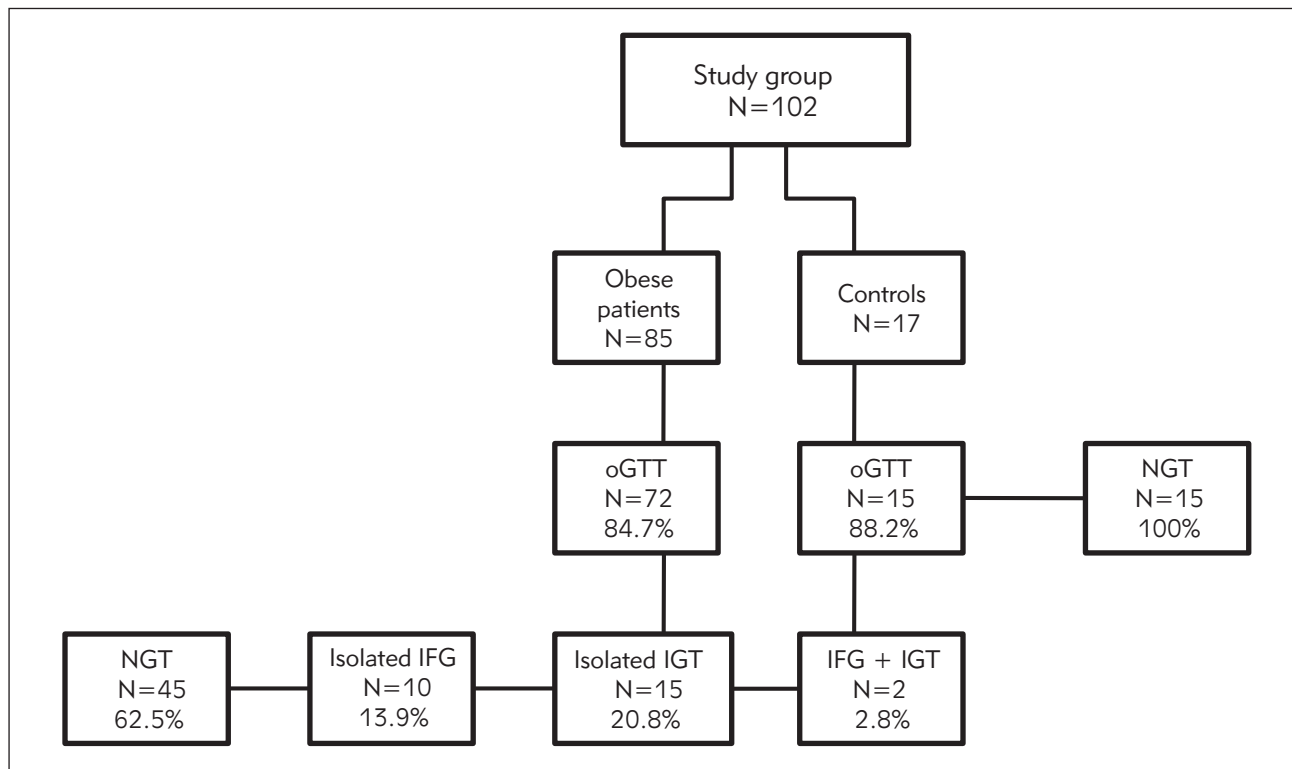 Study group
N=102
Obese
patients
N=85
Controls
N=17
oGTT
N=72
84.7%
oGTT
N=15
88.2%
NGT
N=15
100%
NGT
N=45
62.5%
Isolated IFG
N=10
13.9%
Isolated IGT
N=15
20.8%
IFG + IGT
N=2
2.8%